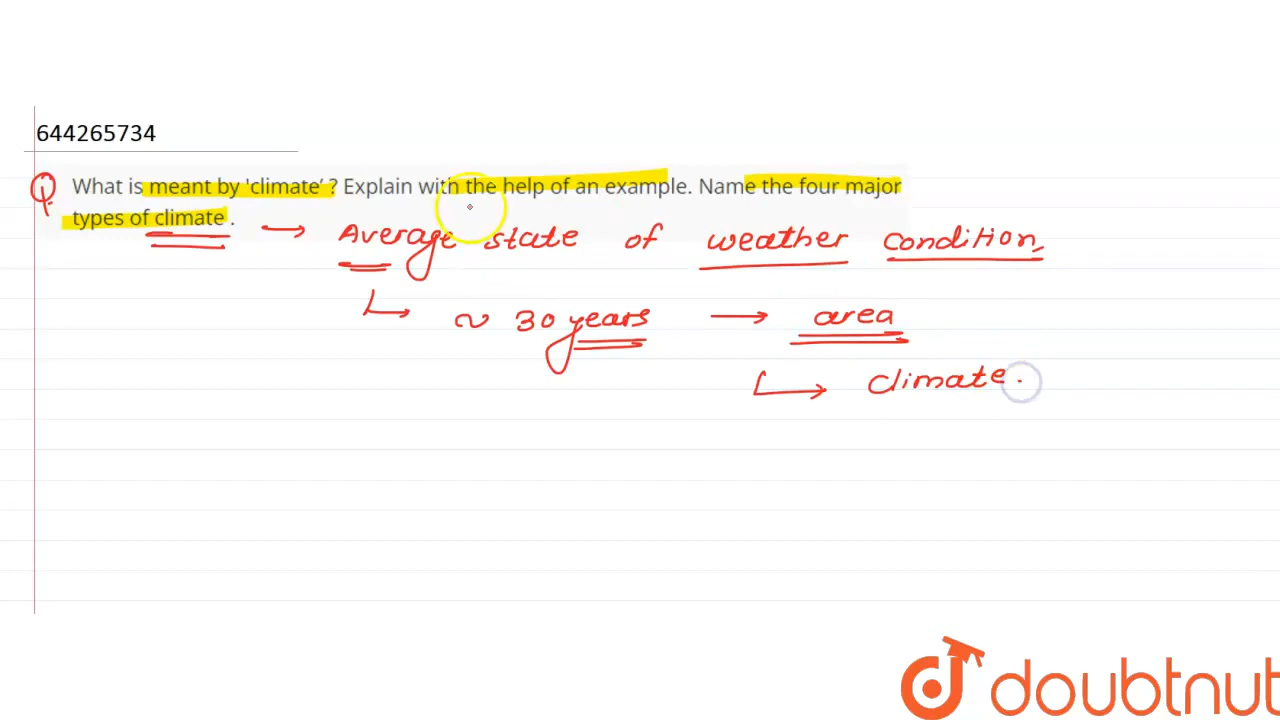 644265734
Q What is meant by 'climate' ? Explain with the help of an example. Name the four major
types of climate .
→ Average state of weather condition,
↳ ~ 30 years → area
↳ climate.
doubtnut